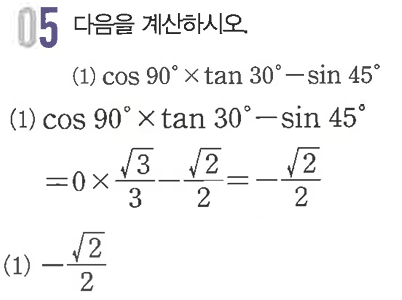 05 다음을 계산하시오.
(1) cos 90°×tan 30°−sin 45°
(1) cos 90°×tan 30°−sin 45°
=0×√3/3−√2/2=−√2/2
(1) −√2/2